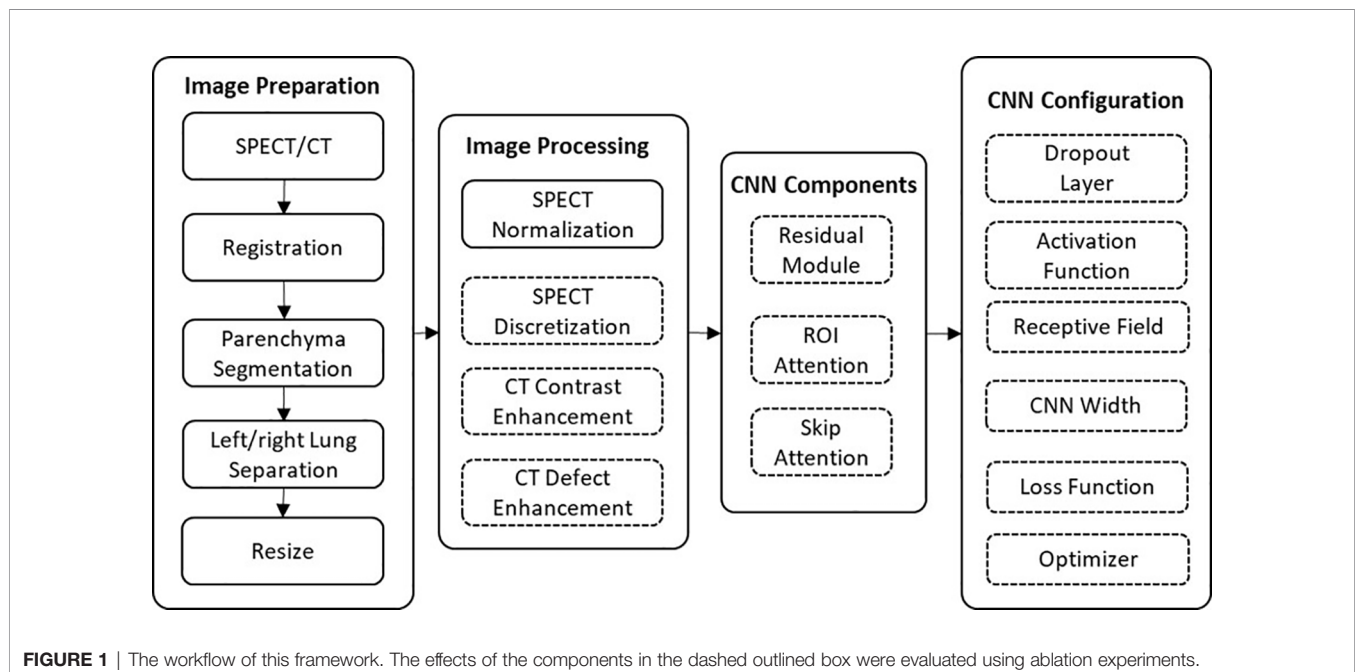 Image Preparation
SPECT/CT
Registration
Parenchyma
Segmentation
Left/right Lung
Separation
Resize
Image Processing
SPECT
Normalization
SPECT
Discretization
CT Contrast
Enhancement
CT Defect
Enhancement
CNN Components
Residual
Module
ROI
Attention
Skip
Attention
CNN Configuration
Dropout
Layer
Activation
Function
Receptive Field
CNN Width
Loss Function
Optimizer
FIGURE 1 | The workflow of this framework. The effects of the components in the dashed outlined box were evaluated using ablation experiments.